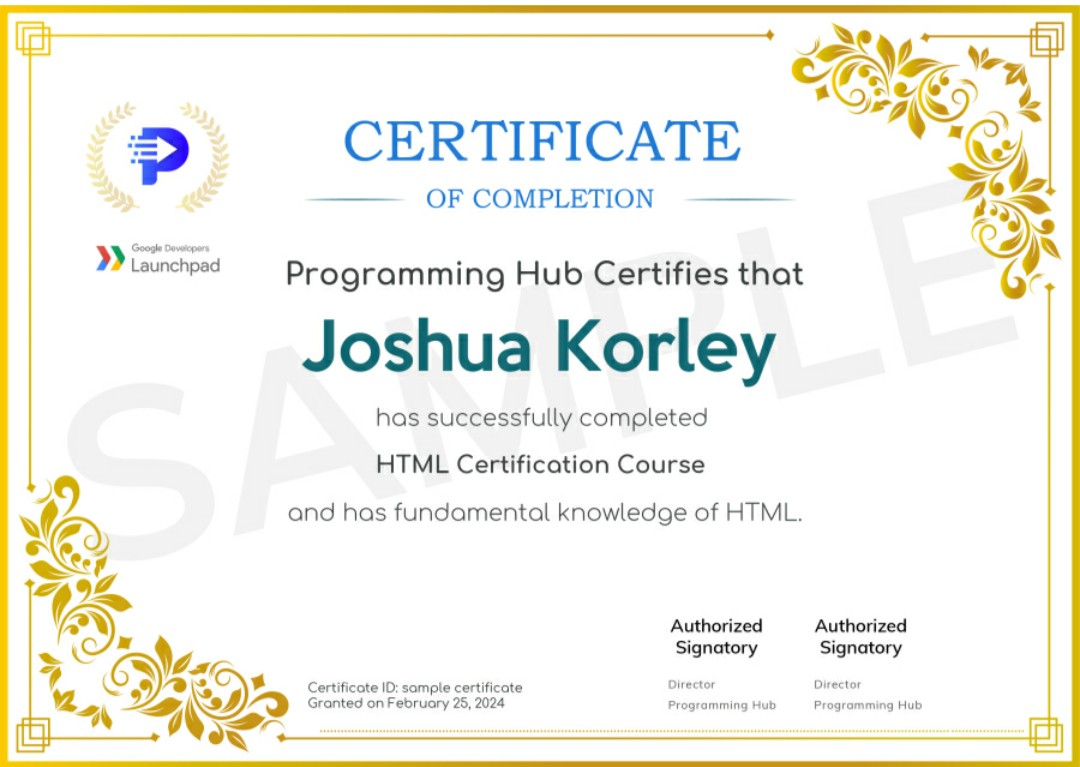 CERTIFICATE
OF COMPLETION
Google Developers
Launchpad
Programming Hub Certifies that
Joshua Korley
has successfully completed
HTML Certification Course
and has fundamental knowledge of HTML.
SAMPLE
Authorized Signatory
Authorized Signatory
Director
Programming Hub
Director
Programming Hub
Certificate ID: sample certificate
Granted on February 25, 2024